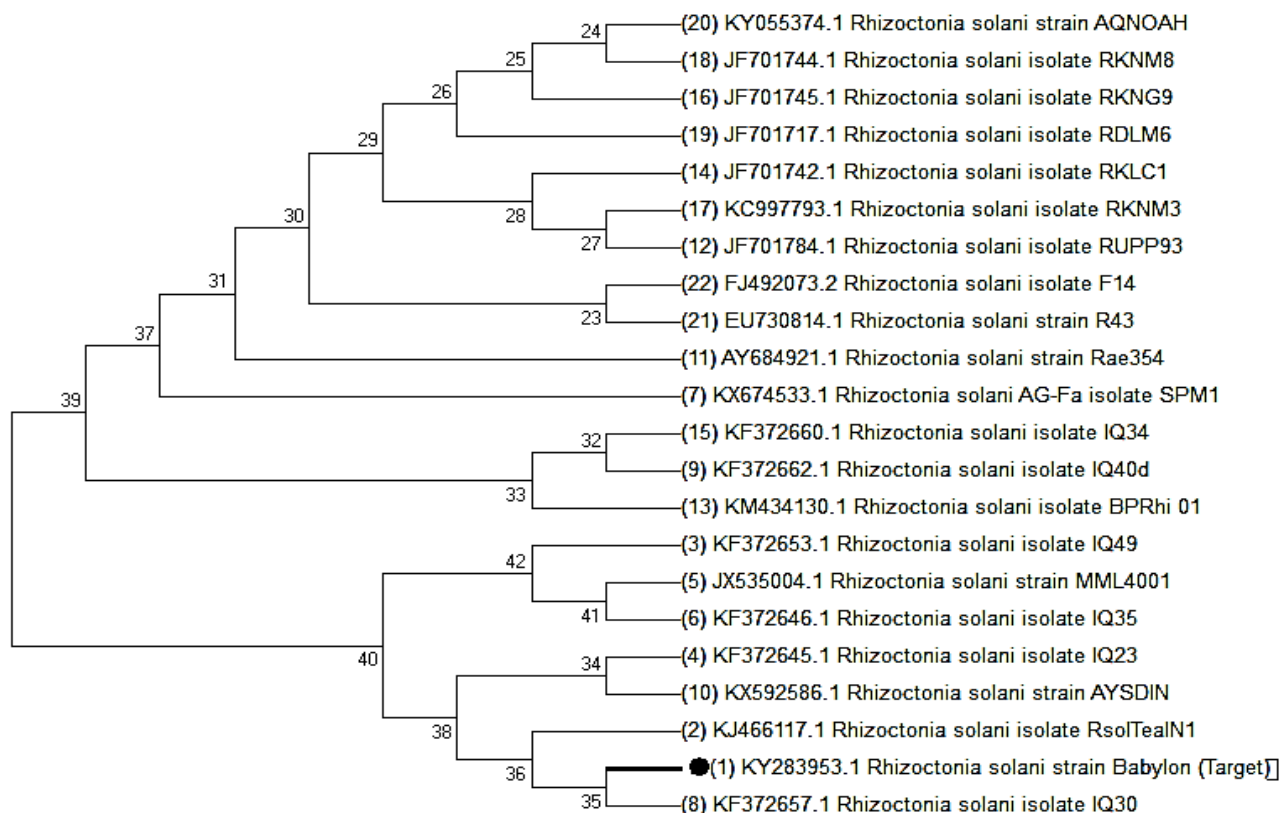 24
(20) KY055374.1 Rhizoctonia solani strain AQNOAH
25
(18) JF701744.1 Rhizoctonia solani isolate RKNM8
26
(16) JF701745.1 Rhizoctonia solani isolate RKNG9
29
(19) JF701717.1 Rhizoctonia solani isolate RDLM6
(14) JF701742.1 Rhizoctonia solani isolate RKLC1
30
28
(17) KC997793.1 Rhizoctonia solani isolate RKNM3
27
(12) JF701784.1 Rhizoctonia solani isolate RUPP93
31
(22) FJ492073.2 Rhizoctonia solani isolate F14
23
(21) EU730814.1 Rhizoctonia solani strain R43
37
(11) AY684921.1 Rhizoctonia solani strain Rae354
39
(7) KX674533.1 Rhizoctonia solani AG-Fa isolate SPM1
32
(15) KF372660.1 Rhizoctonia solani isolate IQ34
(9) KF372662.1 Rhizoctonia solani isolate IQ40d
33
(13) KM434130.1 Rhizoctonia solani isolate BPRhi 01
42
(3) KF372653.1 Rhizoctonia solani isolate IQ49
(5) JX535004.1 Rhizoctonia solani strain MML4001
41
(6) KF372646.1 Rhizoctonia solani isolate IQ35
40
34
(4) KF372645.1 Rhizoctonia solani isolate IQ23
(10) KX592586.1 Rhizoctonia solani strain AYSDIN
38
(2) KJ466117.1 Rhizoctonia solani isolate RsolTeaIN1
36
(1) KY283953.1 Rhizoctonia solani strain Babylon (Target)
35
(8) KF372657.1 Rhizoctonia solani isolate IQ30